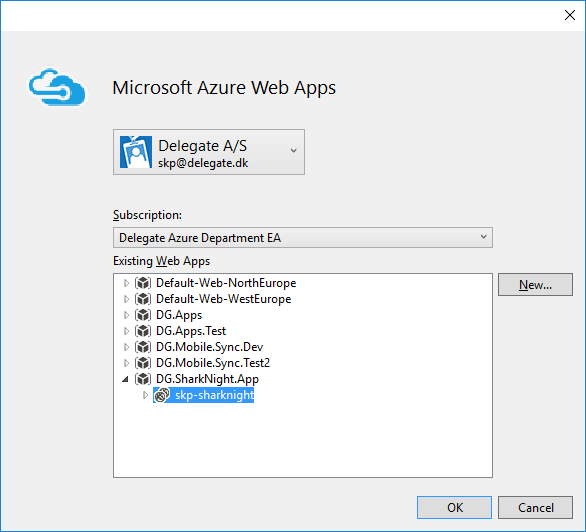 Microsoft Azure Web Apps
Delegate A/S
skp@delegate.dk
Subscription:
Delegate Azure Department EA
Existing Web Apps
Default-Web-NorthEurope
New...
Default-Web-WestEurope
DG.Apps
DG.Apps.Test
DG.Mobile.Sync.Dev
DG.Mobile.Sync.Test2
DG.SharkNight.App
skp-sharknight
OK
Cancel